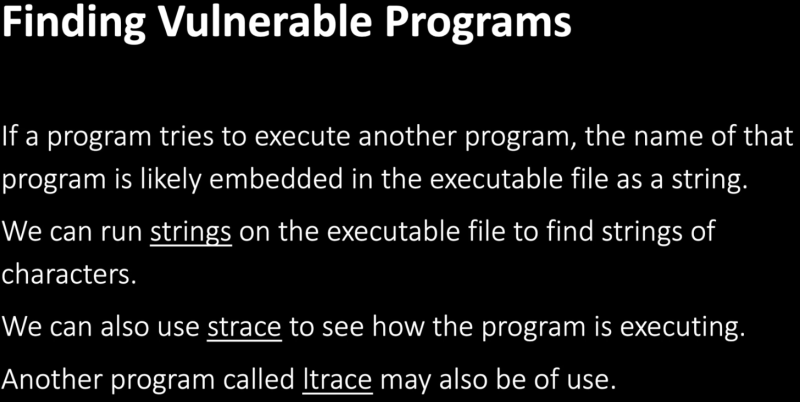 Finding Vulnerable Programs
If a program tries to execute another program, the name of that
program is likely embedded in the executable file as a string.
We can run strings on the executable file to find strings of
characters.
We can also use strace to see how the program is executing.
Another program called ltrace may also be of use.